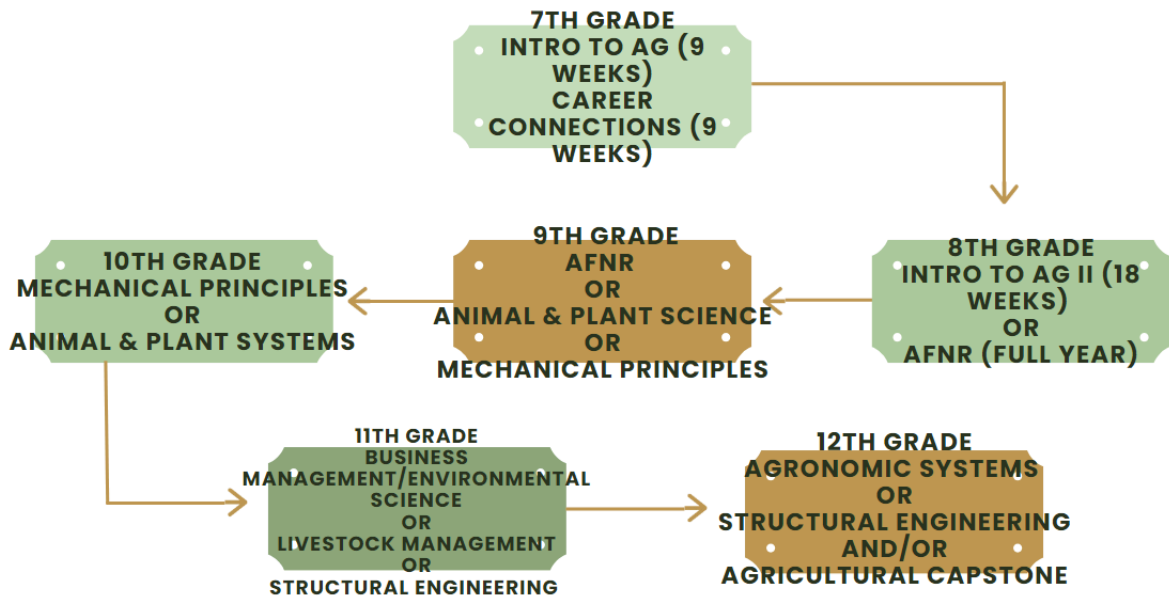 7TH GRADE
INTRO TO AG (9
WEEKS)
CAREER
CONNECTIONS (9
WEEKS)
8TH GRADE
INTRO TO AG II (18
WEEKS)
OR
AFNR (FULL YEAR)
9TH GRADE
AFNR
OR
ANIMAL & PLANT SCIENCE
OR
MECHANICAL PRINCIPLES
10TH GRADE
MECHANICAL PRINCIPLES
OR
ANIMAL & PLANT SYSTEMS
11TH GRADE
BUSINESS
MANAGEMENT/ENVIRONMENTAL
SCIENCE
OR
LIVESTOCK MANAGEMENT
OR
STRUCTURAL ENGINEERING
12TH GRADE
AGRONOMIC SYSTEMS
OR
STRUCTURAL ENGINEERING
AND/OR
AGRICULTURAL CAPSTONE